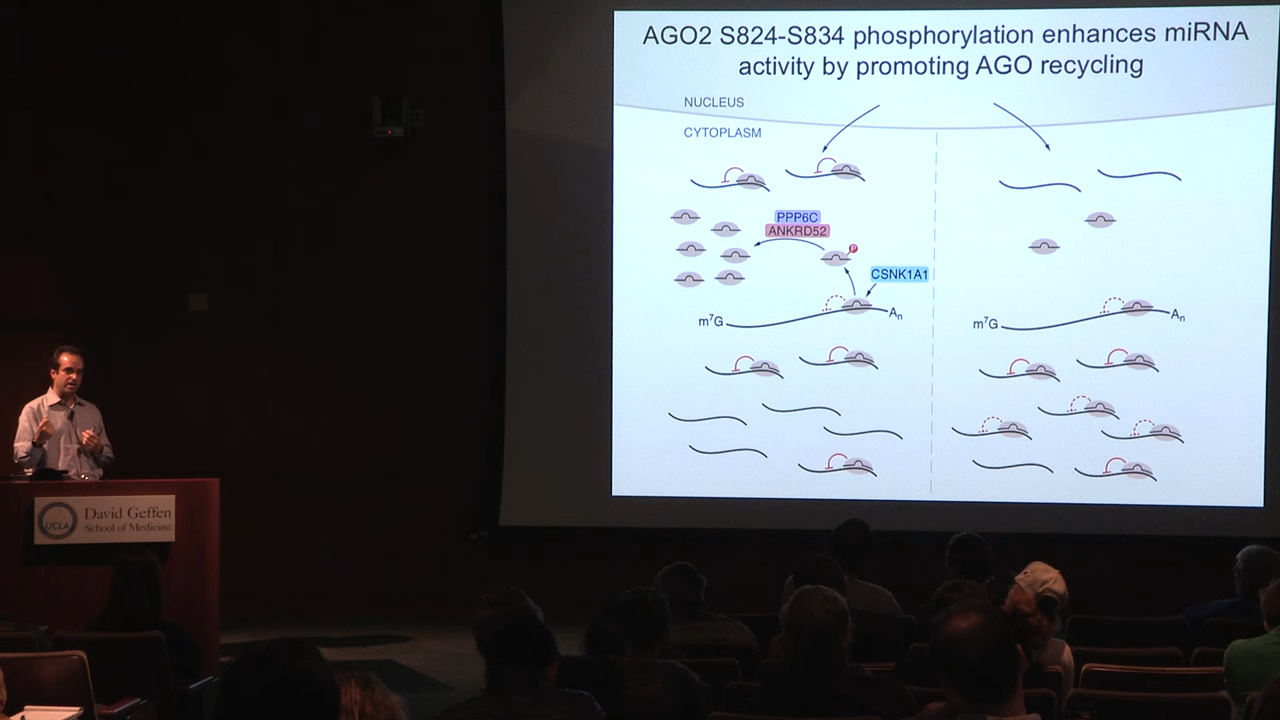 AGO2 S824-S834 phosphorylation enhances miRNA
activity by promoting AGO recycling
NUCLEUS
CYTOPLASM
PPP6C
ANKRD52
P
CSNK1A1
m⁷G
Aₙ
m⁷G
Aₙ
UCLA
David Geffen
School of Medicine